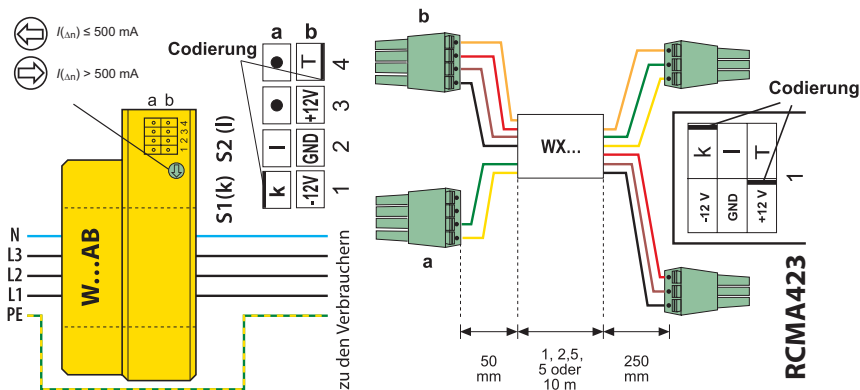 I(Δn) ≤ 500 mA
I(Δn) > 500 mA
a b
1 2 3 4
W...AB
N
L3
L2
L1
PE
S1(k) S2 (l)
Codierung
a b
● T 4
● +12V 3
l GND 2
k -12V 1
zu den Verbrauchern
b
a
WX...
50 mm
1, 2,5, 5 oder 10 m
250 mm
Codierung
k l T
-12 V GND +12 V
1
RCMA423